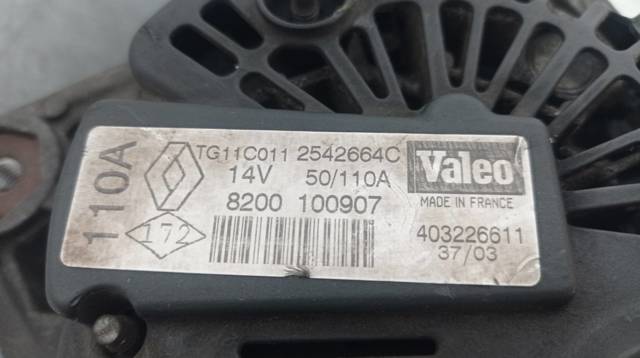 110A
TG11C011 2542664C
14V 50/110A
8200 100907
172
Valeo
MADE IN FRANCE
403226611
37/03